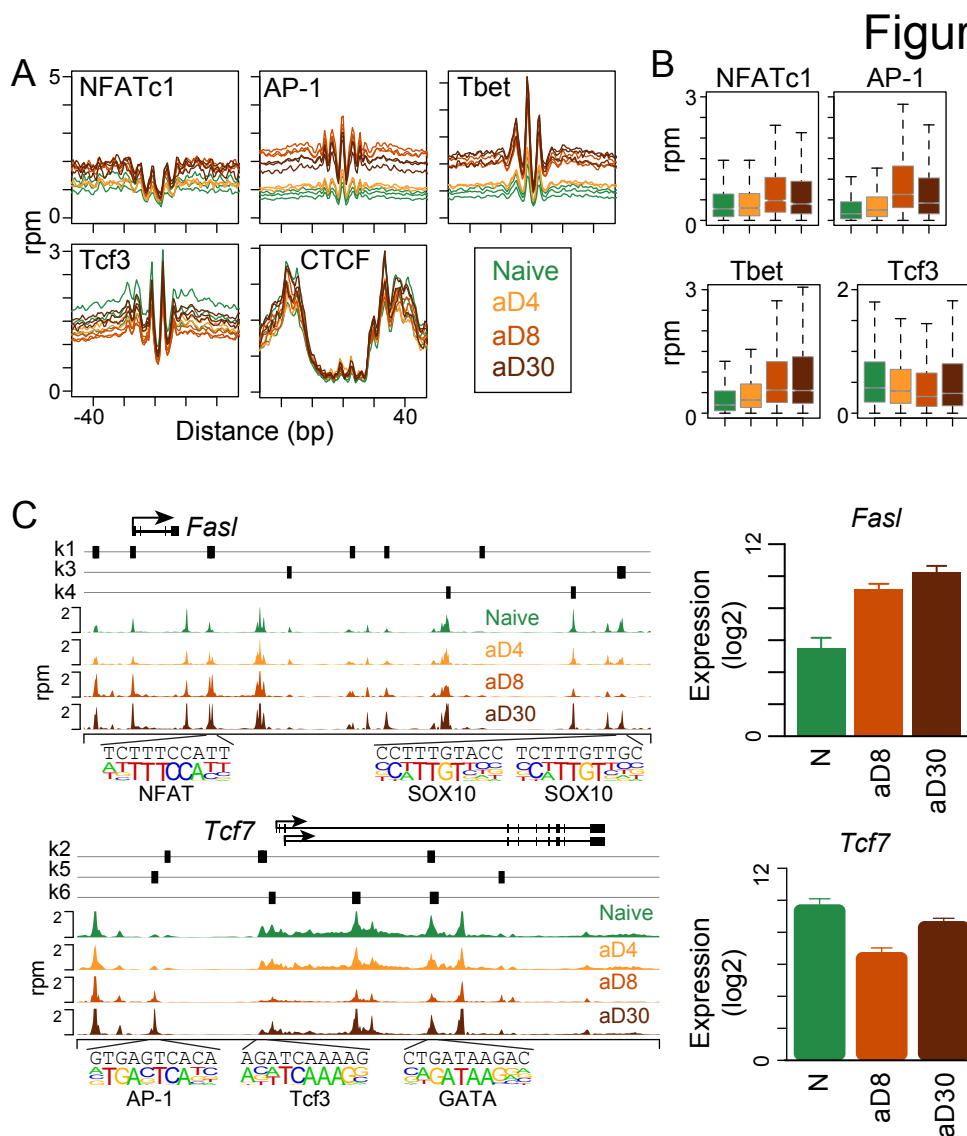 Figur
A
B
NFATc1
AP-1
Tbet
5
0
rpm
Tcf3
CTCF
3
0
-40
40
Distance (bp)
Naive
aD4
aD8
aD30
NFATc1
AP-1
3
rpm
0
0
Tbet
Tcf3
3
rpm
0
2
0
C
Fasl
k1
k3
k4
2
Naive
2
aD4
2
aD8
2
aD30
rpm
TCTTTCCATT
CCTTTGTACC
TCTTTGTTGC
NFAT
SOX10
SOX10
Fasl
12
Expression
(log2)
0
N
aD8
aD30
Tcf7
k2
k5
k6
2
Naive
2
aD4
2
aD8
2
aD30
rpm
GTGAGTCACA
AGATCAAAAG
CTGATAAGAC
AP-1
Tcf3
GATA
Tcf7
12
Expression
(log2)
0
N
aD8
aD30